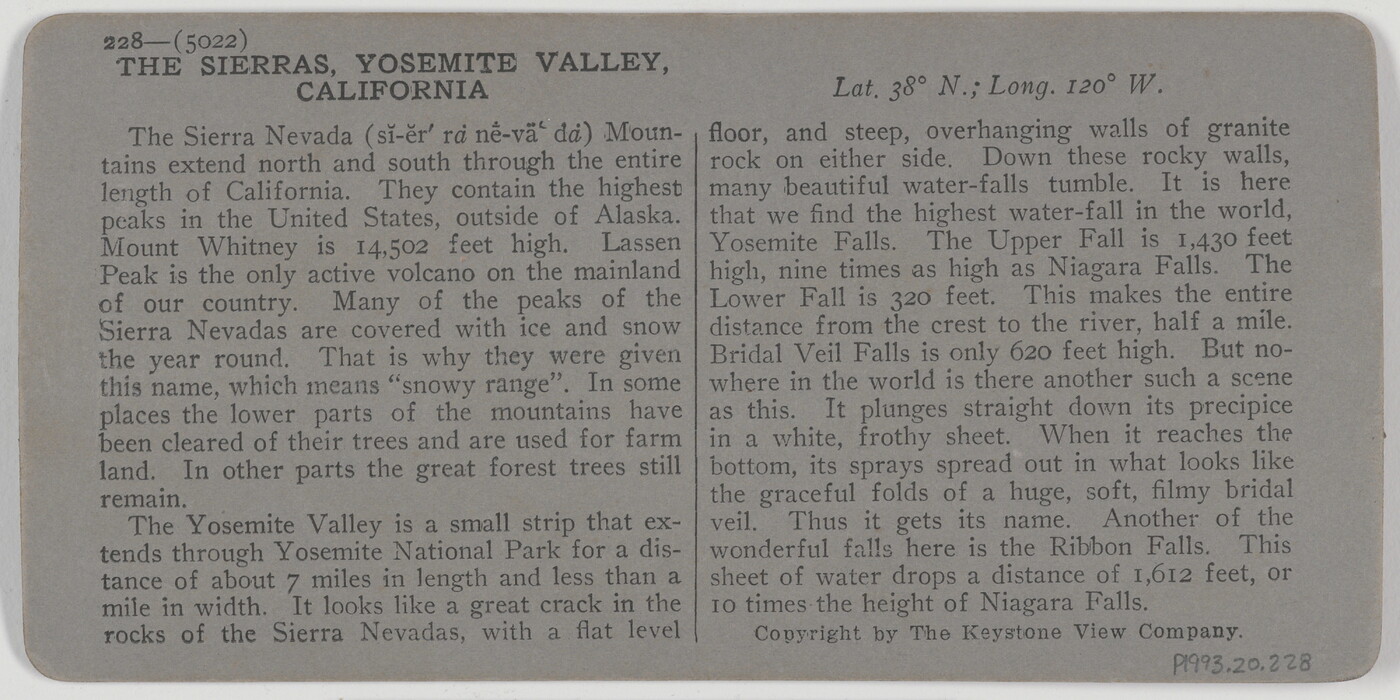 228—(5022)
THE SIERRAS, YOSEMITE VALLEY,
CALIFORNIA
The Sierra Nevada (sĭ-ĕr′ rȧ nē̇-vä‘ dȧ) Moun-
tains extend north and south through the entire
length of California. They contain the highest
peaks in the United States, outside of Alaska.
Mount Whitney is 14,502 feet high. Lassen
Peak is the only active volcano on the mainland
of our country. Many of the peaks of the
Sierra Nevadas are covered with ice and snow
the year round. That is why they were given
this name, which means “snowy range”. In some
places the lower parts of the mountains have
been cleared of their trees and are used for farm
land. In other parts the great forest trees still
remain.
The Yosemite Valley is a small strip that ex-
tends through Yosemite National Park for a dis-
tance of about 7 miles in length and less than a
mile in width. It looks like a great crack in the
rocks of the Sierra Nevadas, with a flat level
Lat. 38° N.; Long. 120° W.
floor, and steep, overhanging walls of granite
rock on either side. Down these rocky walls,
many beautiful water-falls tumble. It is here
that we find the highest water-fall in the world,
Yosemite Falls. The Upper Fall is 1,430 feet
high, nine times as high as Niagara Falls. The
Lower Fall is 320 feet. This makes the entire
distance from the crest to the river, half a mile.
Bridal Veil Falls is only 620 feet high. But no-
where in the world is there another such a scene
as this. It plunges straight down its precipice
in a white, frothy sheet. When it reaches the
bottom, its sprays spread out in what looks like
the graceful folds of a huge, soft, filmy bridal
veil. Thus it gets its name. Another of the
wonderful falls here is the Ribbon Falls. This
sheet of water drops a distance of 1,612 feet, or
10 times the height of Niagara Falls.
Copyright by The Keystone View Company.
P1993.20.228